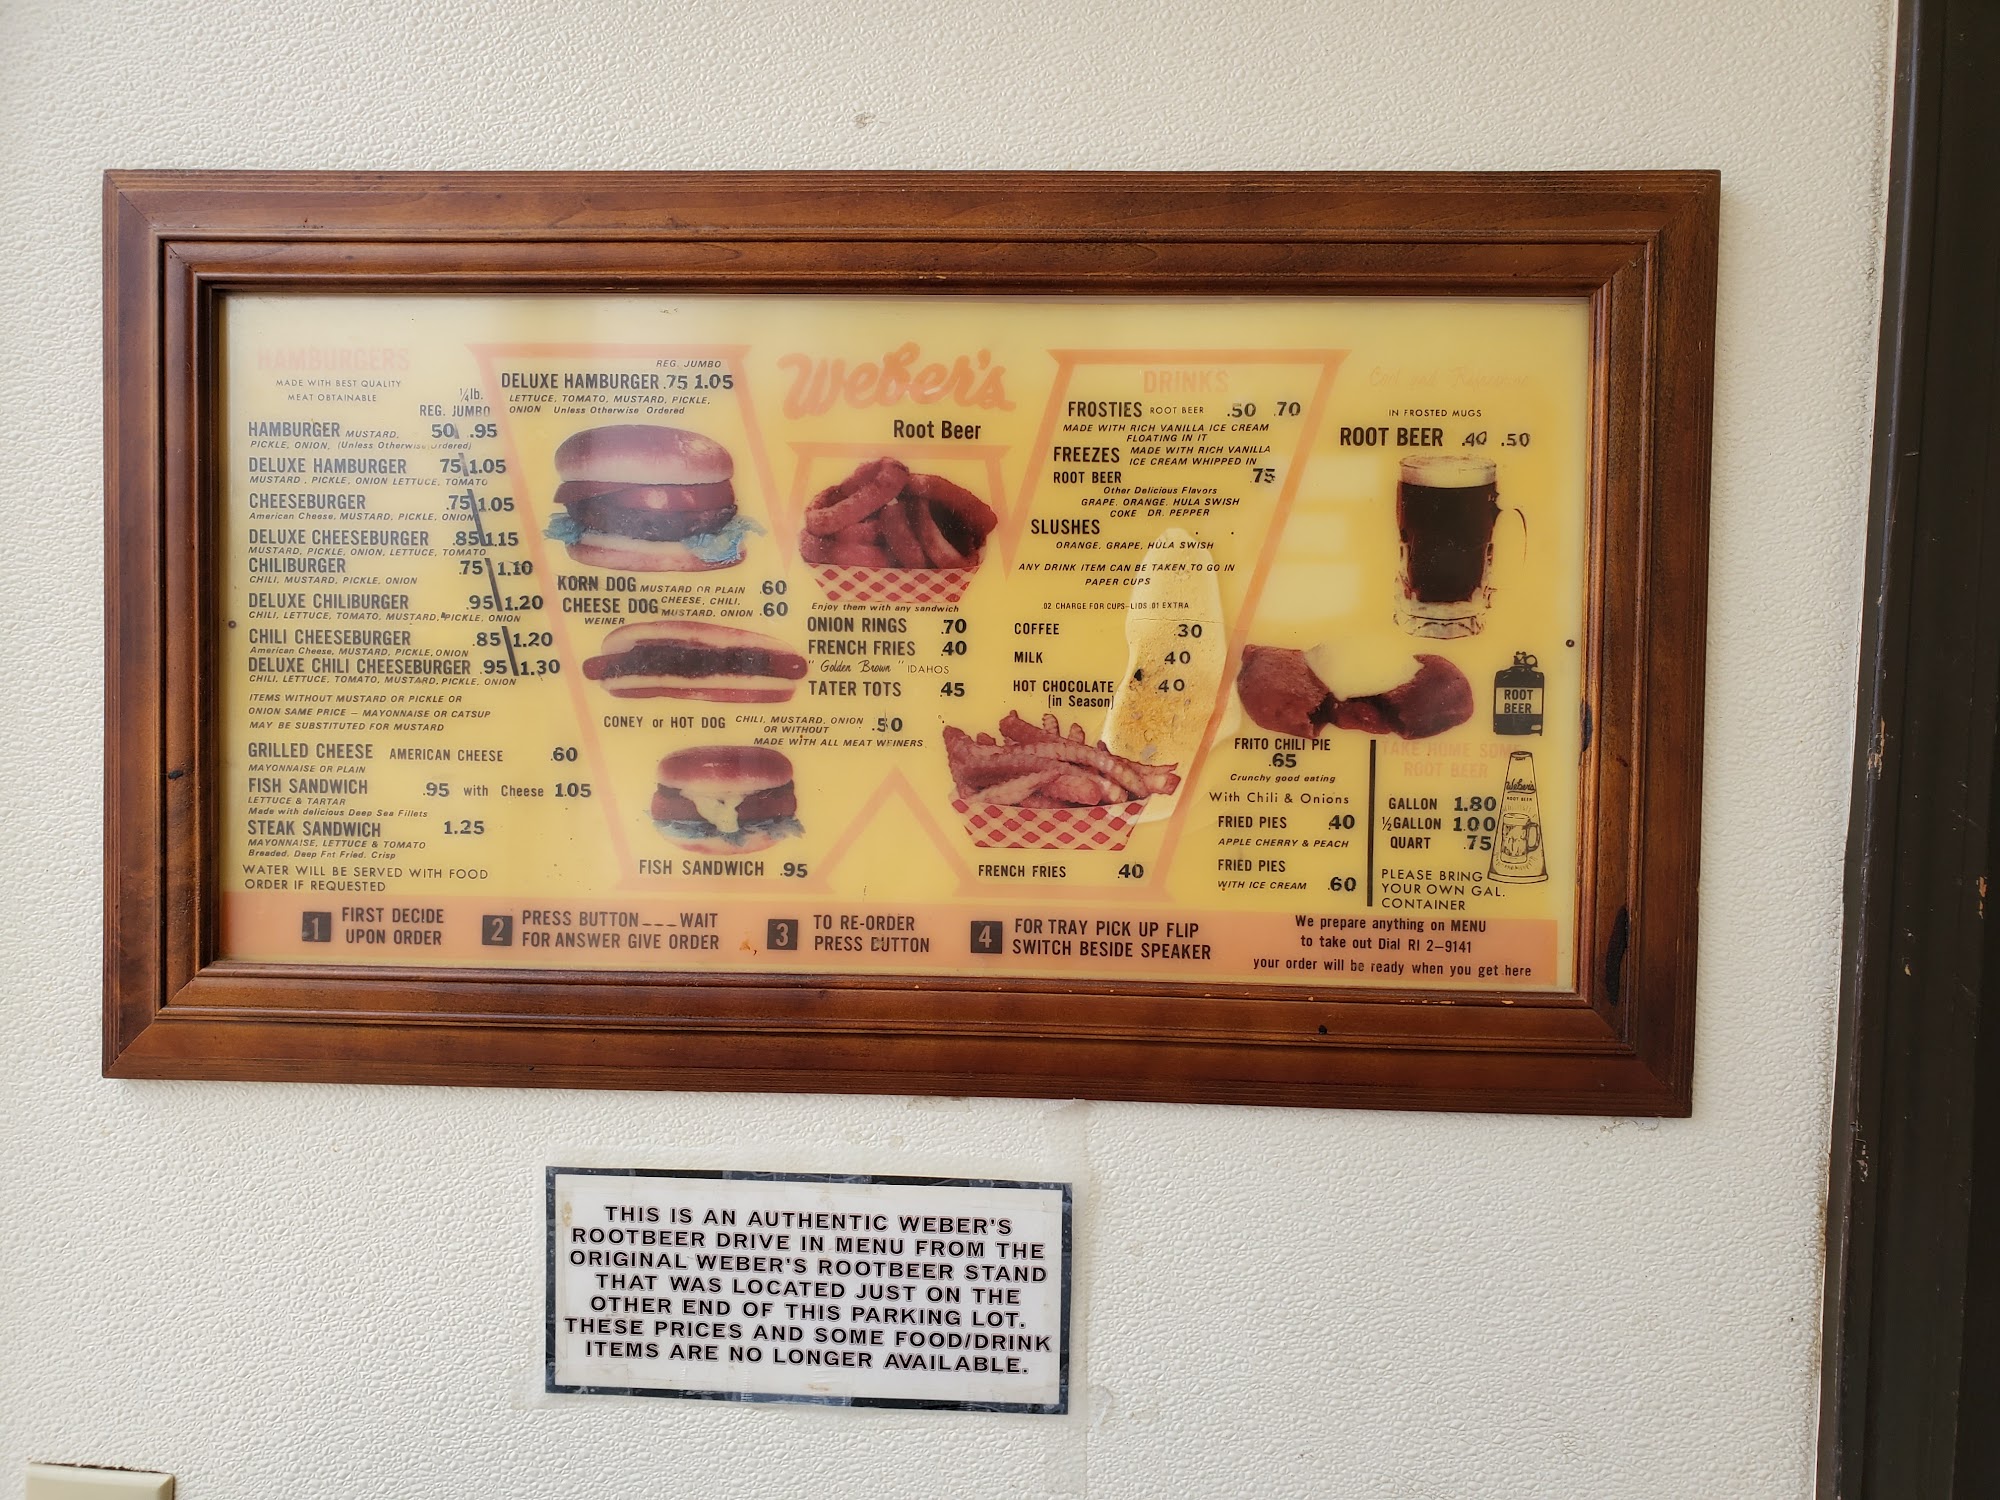 HAMBURGERS
MADE WITH BEST QUALITY
MEAT OBTAINABLE
¼lb.
REG. JUMBO
HAMBURGER MUSTARD, 50 .95
PICKLE, ONION, (Unless Otherwise Ordered)
DELUXE HAMBURGER 75 1.05
MUSTARD, PICKLE, ONION LETTUCE, TOMATO
CHEESEBURGER .75 1.05
American Cheese, MUSTARD, PICKLE, ONION
DELUXE CHEESEBURGER .85 1.15
MUSTARD, PICKLE, ONION, LETTUCE, TOMATO
CHILIBURGER .75 1.10
CHILI, MUSTARD, PICKLE, ONION
DELUXE CHILIBURGER .95 1.20
CHILI, LETTUCE, TOMATO, MUSTARD, PICKLE, ONION
CHILI CHEESEBURGER .85 1.20
American Cheese, MUSTARD, PICKLE, ONION
DELUXE CHILI CHEESEBURGER .95 1.30
CHILI, LETTUCE, TOMATO, MUSTARD, PICKLE, ONION
ITEMS WITHOUT MUSTARD OR PICKLE OR
ONION SAME PRICE – MAYONNAISE OR CATSUP
MAY BE SUBSTITUTED FOR MUSTARD
GRILLED CHEESE AMERICAN CHEESE .60
MAYONNAISE OR PLAIN
FISH SANDWICH .95 with Cheese 1.05
LETTUCE & TARTAR
Made with delicious Deep Sea Fillets
STEAK SANDWICH 1.25
MAYONNAISE, LETTUCE & TOMATO
Breaded, Deep Fat Fried, Crisp
WATER WILL BE SERVED WITH FOOD
ORDER IF REQUESTED
REG. JUMBO
DELUXE HAMBURGER .75 1.05
LETTUCE, TOMATO, MUSTARD, PICKLE,
ONION Unless Otherwise Ordered
KORN DOG MUSTARD OR PLAIN .60
CHEESE DOG CHEESE, CHILI, MUSTARD, ONION .60
WEINER
CONEY or HOT DOG CHILI, MUSTARD, ONION .50
OR WITHOUT
MADE WITH ALL MEAT WEINERS
FISH SANDWICH .95
Weber's
Root Beer
Enjoy them with any sandwich
ONION RINGS .70
FRENCH FRIES 40
"Golden Brown" IDAHOS
TATER TOTS 45
FRENCH FRIES 40
DRINKS
FROSTIES ROOT BEER .50 .70
MADE WITH RICH VANILLA ICE CREAM
FLOATING IN IT
FREEZES MADE WITH RICH VANILLA
ICE CREAM WHIPPED IN
ROOT BEER 75
Other Delicious Flavors
GRAPE, ORANGE, HULA SWISH
COKE DR. PEPPER
SLUSHES
ORANGE, GRAPE, HULA SWISH
ANY DRINK ITEM CAN BE TAKEN TO GO IN
PAPER CUPS
.02 CHARGE FOR CUPS–LIDS .01 EXTRA
COFFEE .30
MILK 40
HOT CHOCOLATE 40
(in Season)
IN FROSTED MUGS
ROOT BEER .40 .50
FRITO CHILI PIE
.65
Crunchy good eating
With Chili & Onions
FRIED PIES 40
APPLE CHERRY & PEACH
FRIED PIES
WITH ICE CREAM .60
ROOT
BEER
TAKE HOME SOME
ROOT BEER
Weber's
ROOT BEER
GALLON 1.80
½GALLON 1.00
QUART .75
PLEASE BRING
YOUR OWN GAL.
CONTAINER
1 FIRST DECIDE
UPON ORDER
2 PRESS BUTTON___WAIT
FOR ANSWER GIVE ORDER
3 TO RE-ORDER
PRESS BUTTON
4 FOR TRAY PICK UP FLIP
SWITCH BESIDE SPEAKER
We prepare anything on MENU
to take out Dial RI 2–9141
your order will be ready when you get here
THIS IS AN AUTHENTIC WEBER'S
ROOTBEER DRIVE IN MENU FROM THE
ORIGINAL WEBER'S ROOTBEER STAND
THAT WAS LOCATED JUST ON THE
OTHER END OF THIS PARKING LOT.
THESE PRICES AND SOME FOOD/DRINK
ITEMS ARE NO LONGER AVAILABLE.